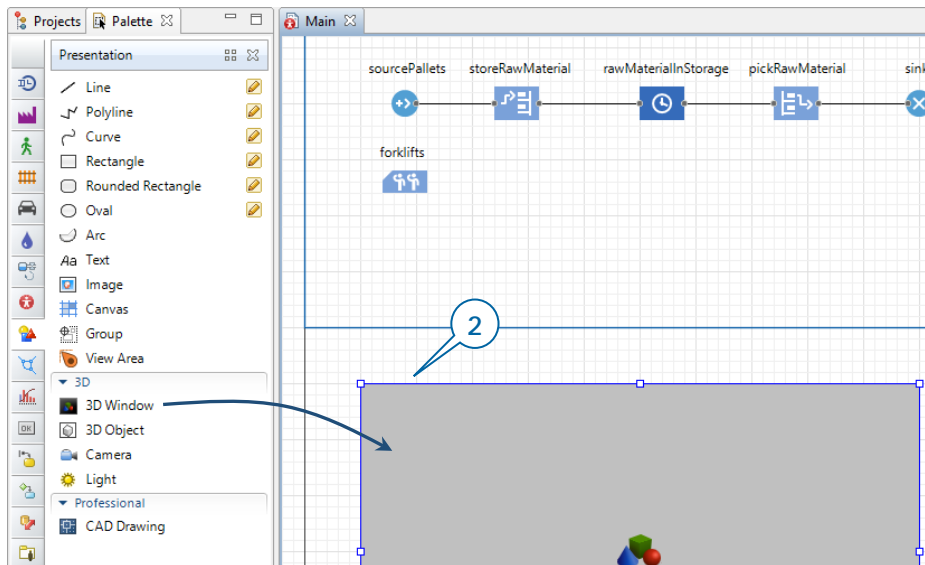 Projects
Palette
Main
Presentation
Line
Polyline
Curve
Rectangle
Rounded Rectangle
Oval
Arc
Aa Text
Image
Canvas
Group
View Area
3D
3D Window
3D Object
Camera
Light
Professional
CAD Drawing
OK
sourcePallets
storeRawMaterial
rawMaterialInStorage
pickRawMaterial
sink
forklifts
2